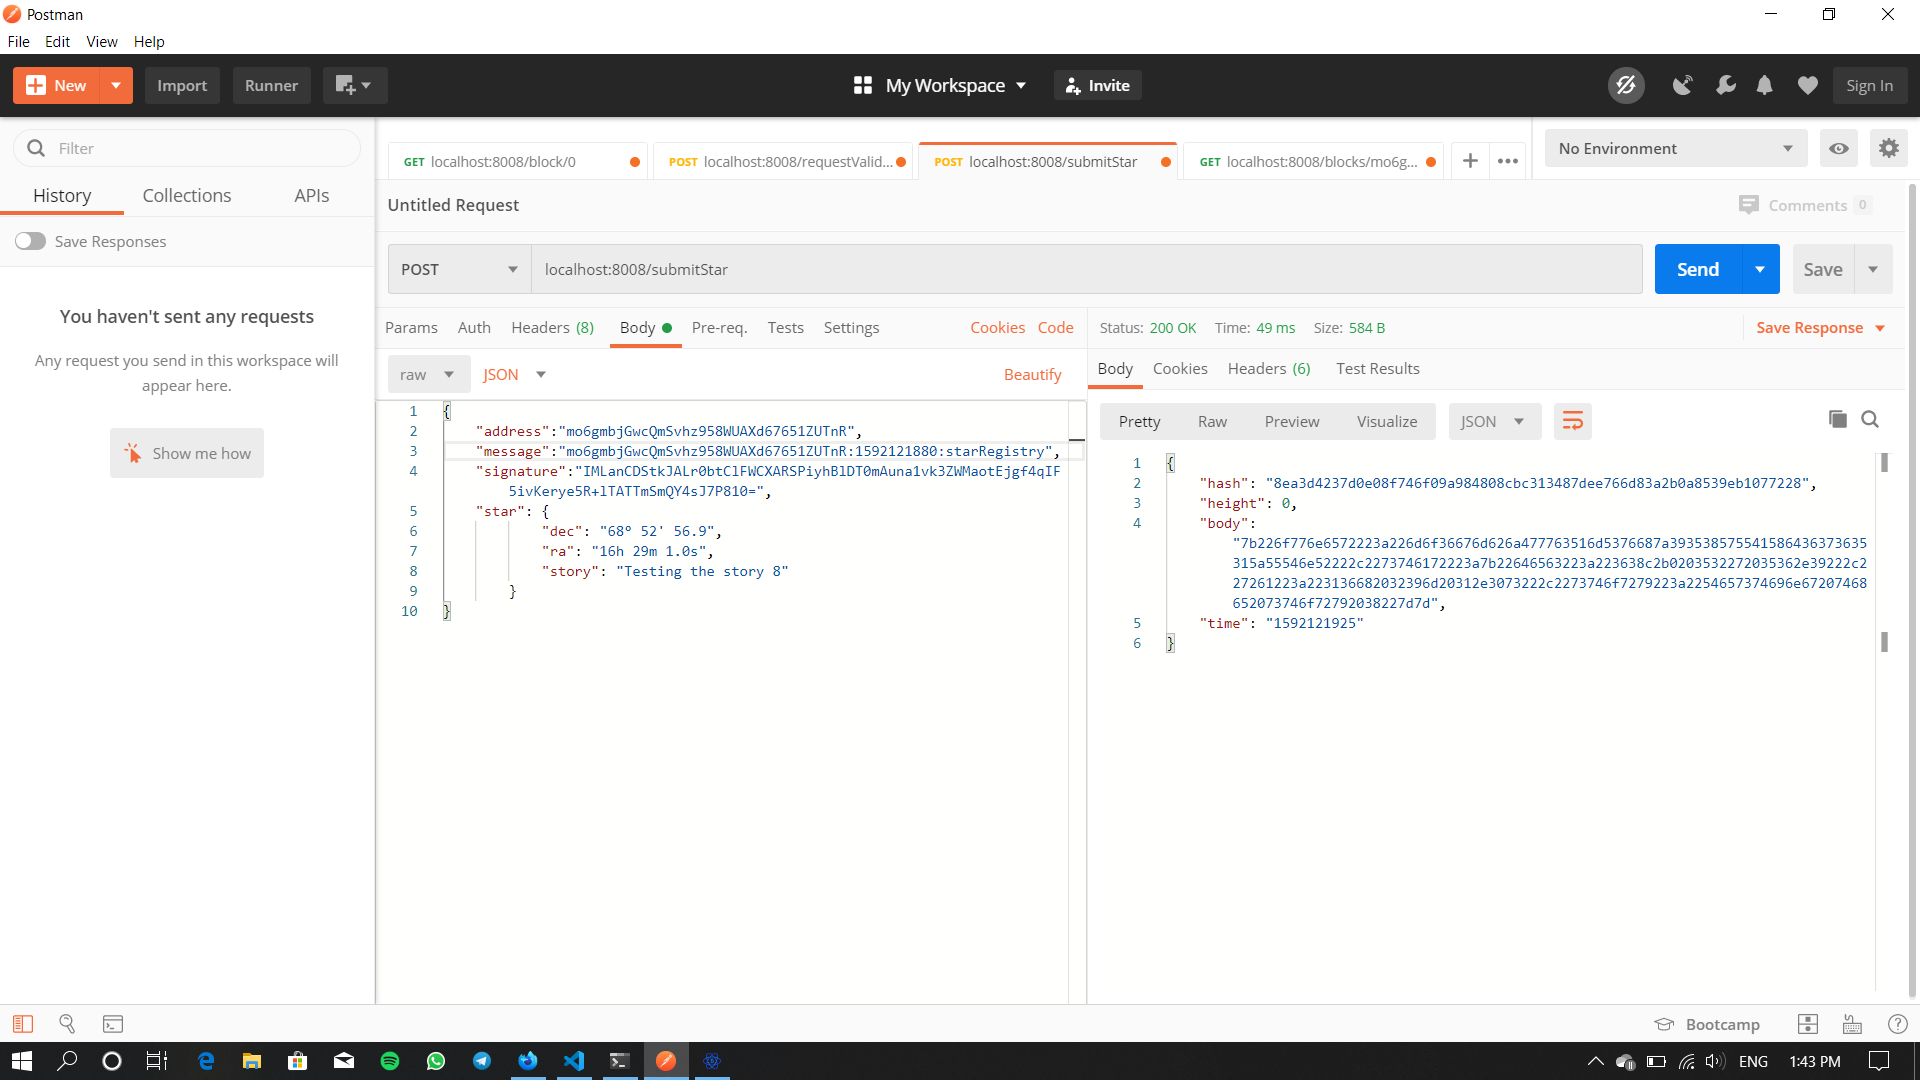 Postman
File Edit View Help
New Import Runner My Workspace Invite Sign In
Filter
History Collections APIs
Save Responses
You haven't sent any requests
Any request you send in this workspace will
appear here.
Show me how
GET localhost:8008/block/0 POST localhost:8008/requestValid... POST localhost:8008/submitStar GET localhost:8008/blocks/mo6g... No Environment
Untitled Request Comments 0
POST localhost:8008/submitStar Send Save
Params Auth Headers (8) Body Pre-req. Tests Settings Cookies Code
raw JSON Beautify
1 {
2 "address":"mo6gmbjGwcQmSvhz958WUAXd67651ZUTnR",
3 "message":"mo6gmbjGwcQmSvhz958WUAXd67651ZUTnR:1592121880:starRegistry",
4 "signature":"IMLanCDStkJALr0btClFWCXARSPiyhBlDT0mAuna1vk3ZWMaotEjgf4qIF
5ivKerye5R+lTATTmSmQY4sJ7P810=",
5 "star": {
6 "dec": "68° 52' 56.9",
7 "ra": "16h 29m 1.0s",
8 "story": "Testing the story 8"
9 }
10 }
Status: 200 OK Time: 49 ms Size: 584 B Save Response
Body Cookies Headers (6) Test Results
Pretty Raw Preview Visualize JSON
1 {
2 "hash": "8ea3d4237d0e08f746f09a984808cbc313487dee766d83a2b0a8539eb1077228",
3 "height": 0,
4 "body":
"7b226f776e6572223a226d6f36676d626a477763516d5376687a393538575541586436373635
315a55546e52222c2273746172223a7b22646563223a223638c2b0203532272035362e39222c2
227261223a223136682032396d20312e3073222c2273746f7279223a2254657374696e67207468
652073746f72792038227d7d",
5 "time": "1592121925"
6 }
Bootcamp
ENG 1:43 PM